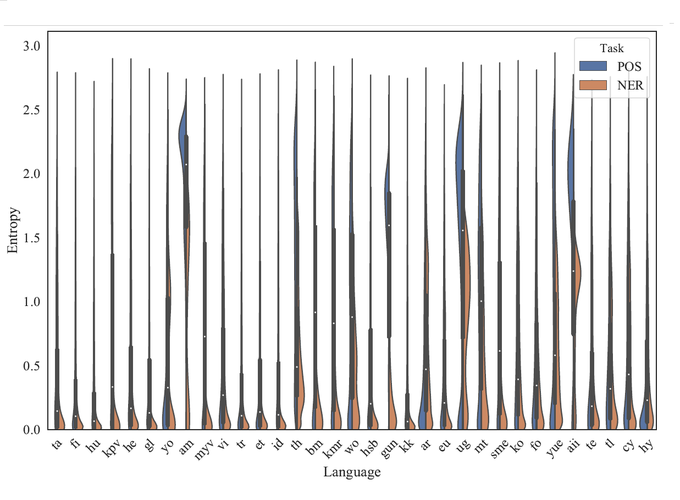 Task
POS
NER
3.0
2.5
2.0
1.5
1.0
0.5
0.0
Entropy
ta fi hu kpv he gl yo am myv vi tr et id th bm kmr wo hsb gun kk ar eu ug mt sme ko fo yue aii te tl cy hy
Language